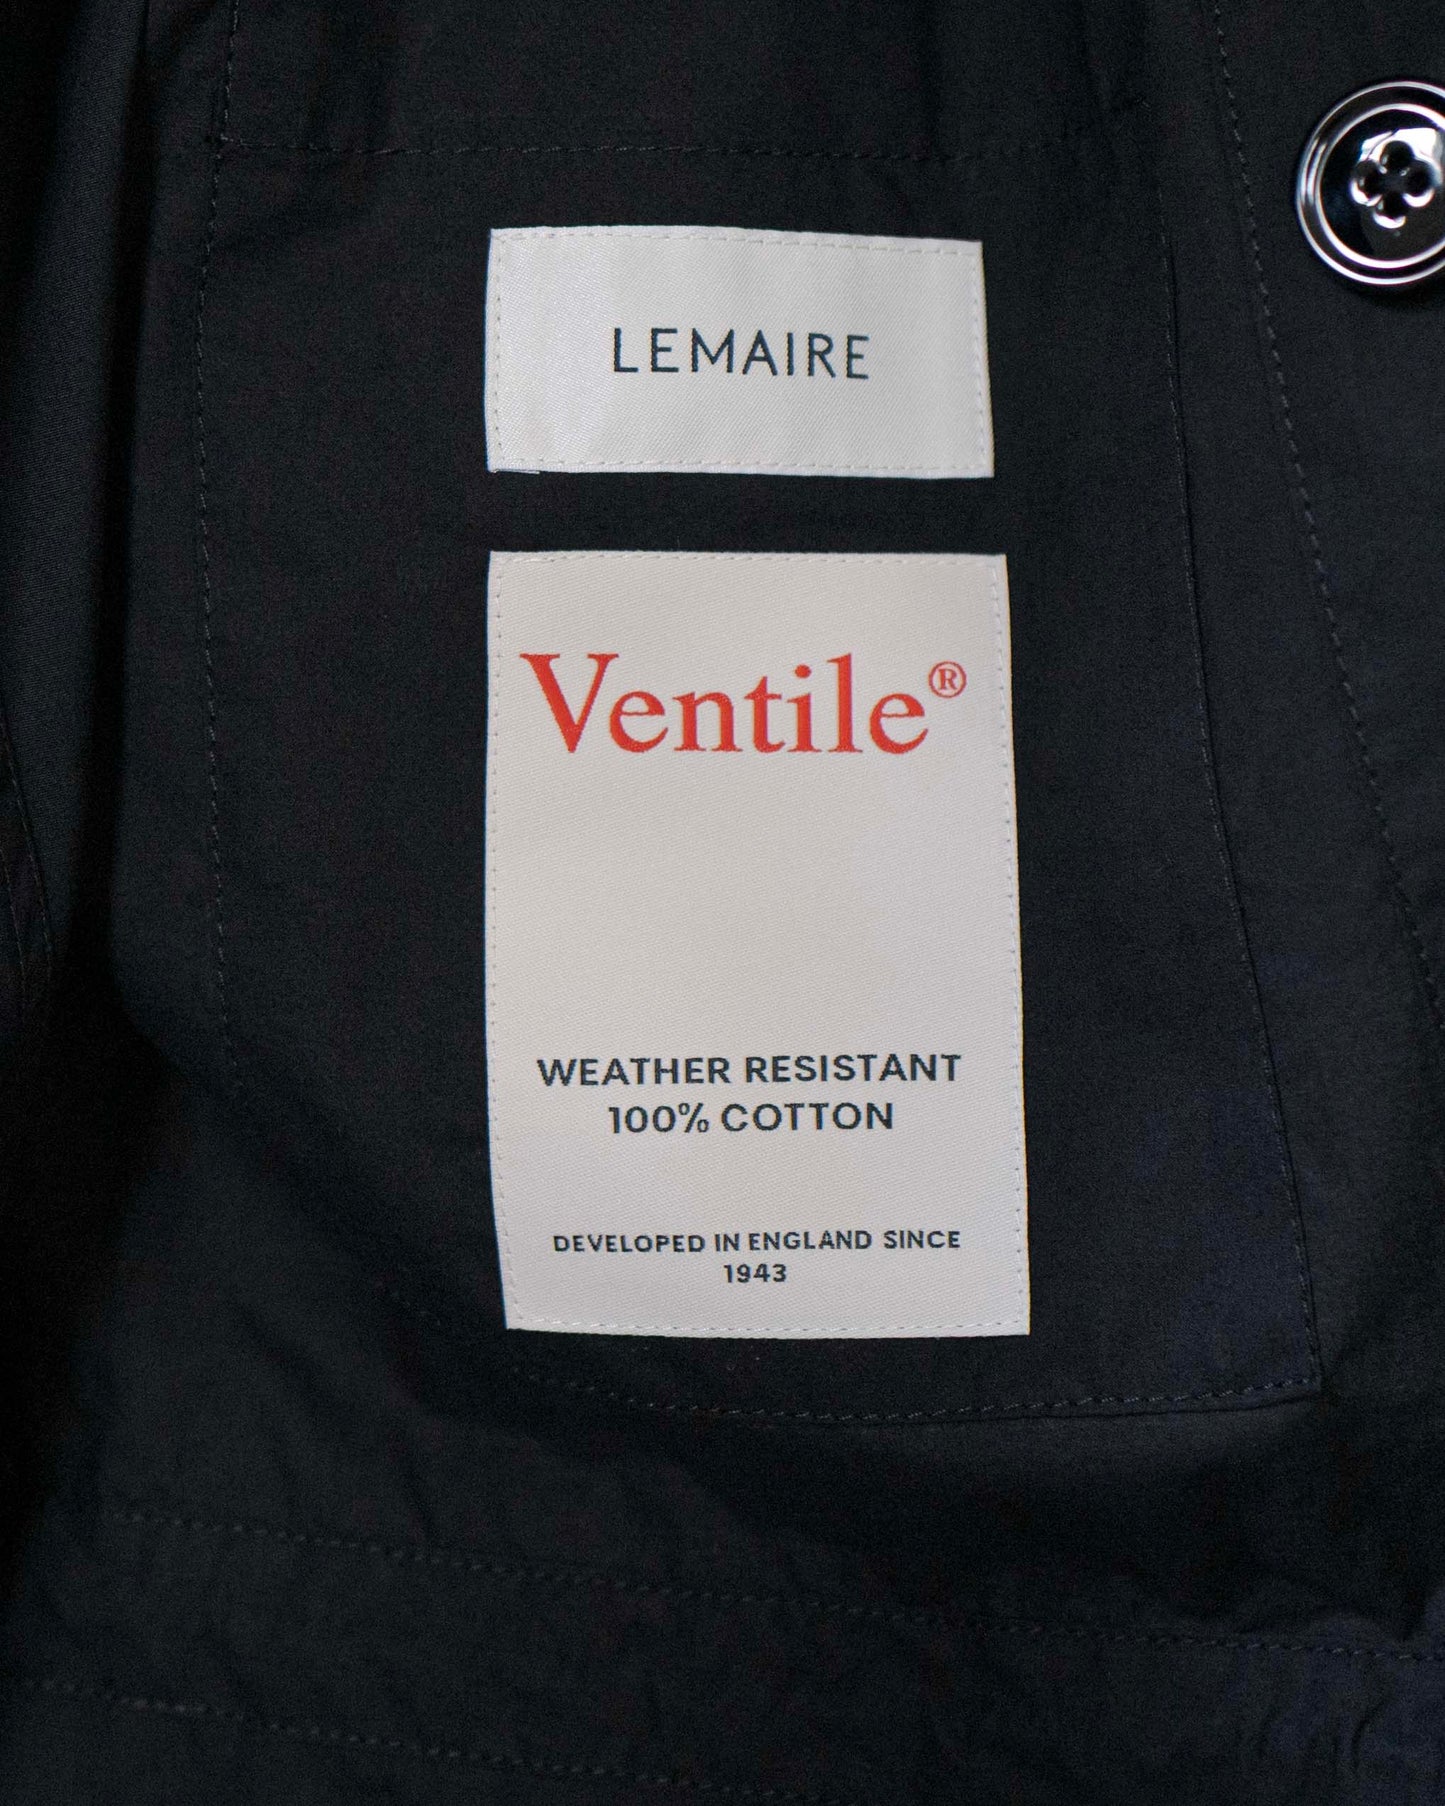 LEMAIRE
Ventile®
WEATHER RESISTANT
100% COTTON
DEVELOPED IN ENGLAND SINCE
1943